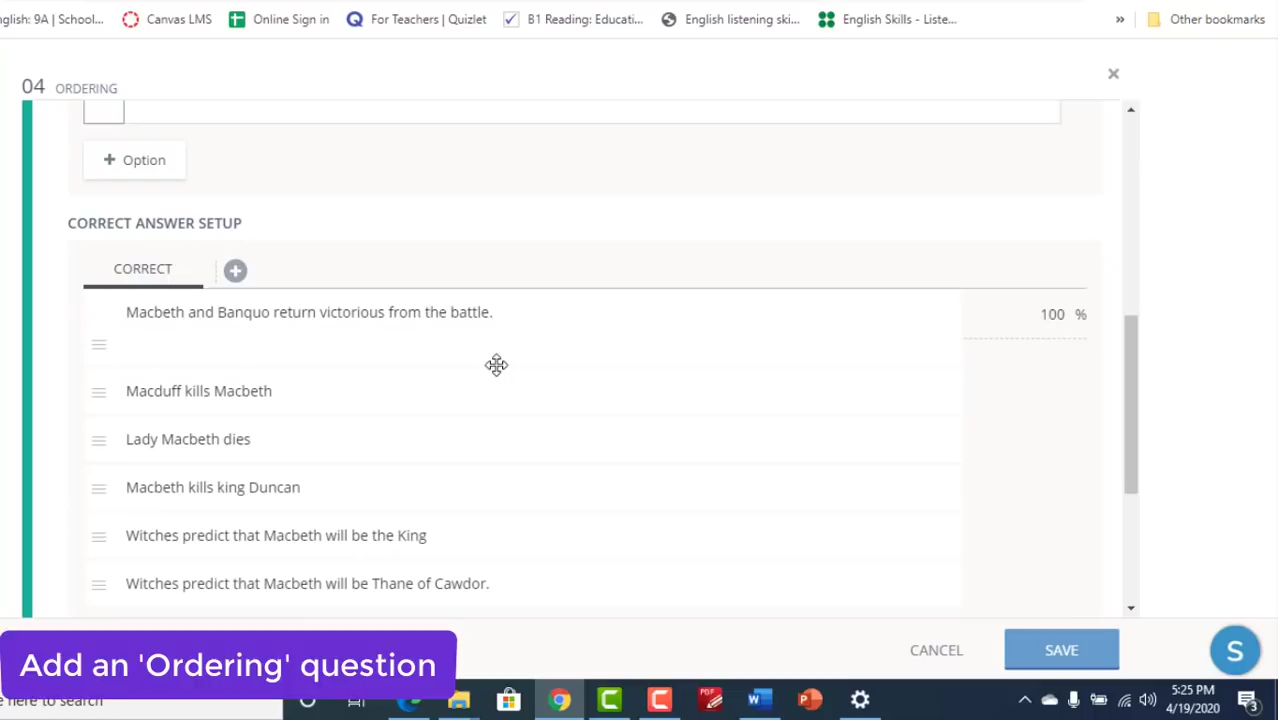 nglish: 9A | School...
Canvas LMS
Online Sign in
For Teachers | Quizlet
B1 Reading: Educati...
English listening ski...
English Skills - Liste...
»
Other bookmarks
04 ORDERING
+ Option
CORRECT ANSWER SETUP
CORRECT
Macbeth and Banquo return victorious from the battle.
100 %
Macduff kills Macbeth
Lady Macbeth dies
Macbeth kills king Duncan
Witches predict that Macbeth will be the King
Witches predict that Macbeth will be Thane of Cawdor.
CANCEL
SAVE
S
Add an 'Ordering' question
e here to search
5:25 PM
4/19/2020
3